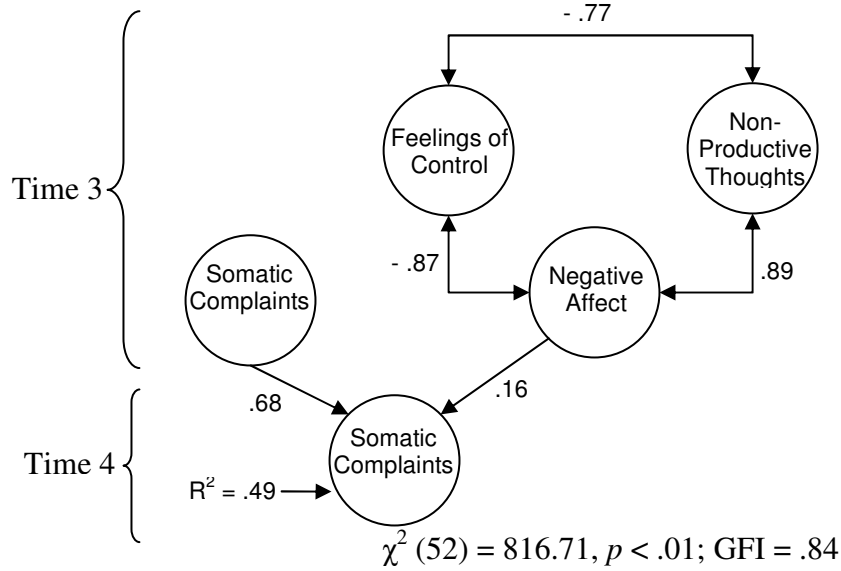 - .77
Feelings of
Control
Non-
Productive
Thoughts
Time 3
- .87
.89
Somatic
Complaints
Negative
Affect
.68
.16
Somatic
Complaints
Time 4
R² = .49
χ² (52) = 816.71, p < .01; GFI = .84